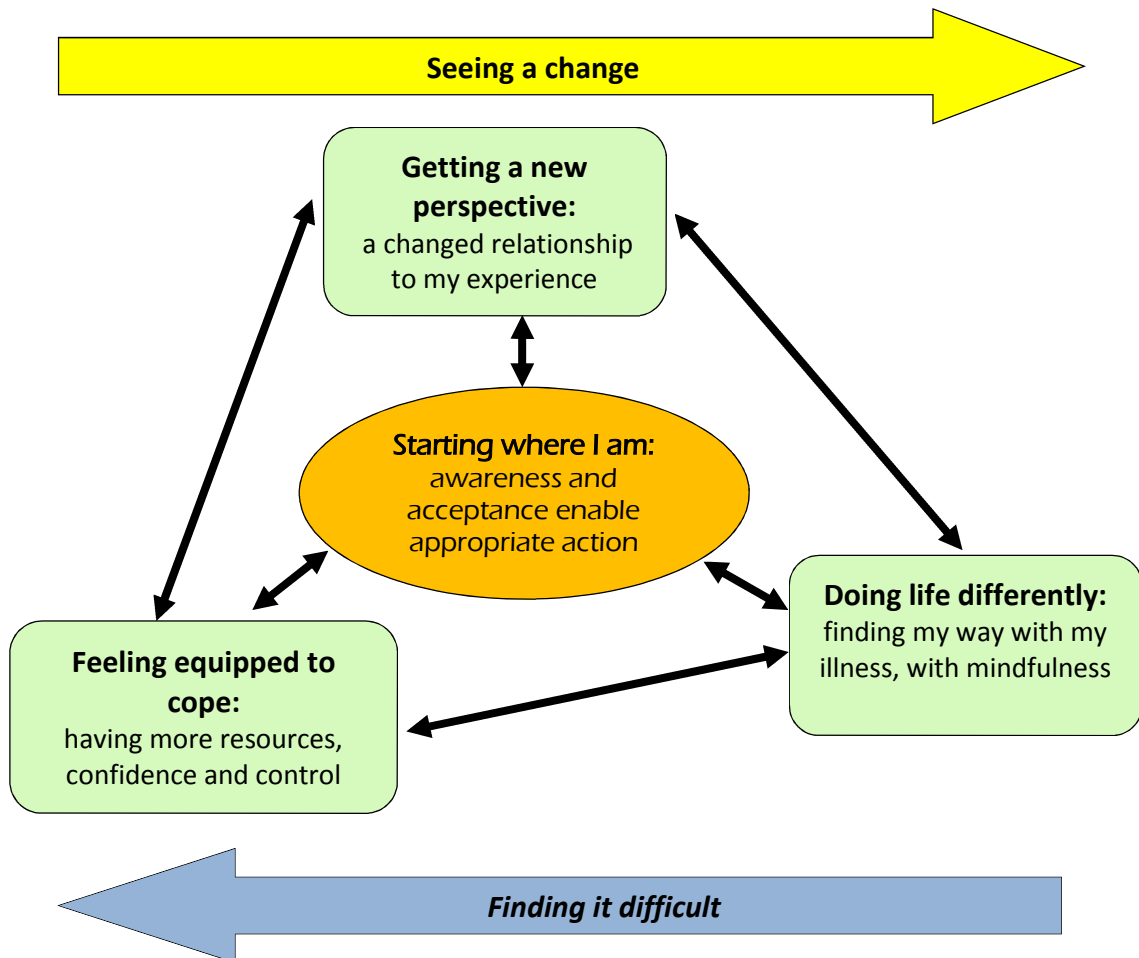 Seeing a change
Getting a new
perspective:
a changed relationship
to my experience
Starting where I am:
awareness and
acceptance enable
appropriate action
Doing life differently:
finding my way with my
illness, with mindfulness
Feeling equipped to
cope:
having more resources,
confidence and control
Finding it difficult